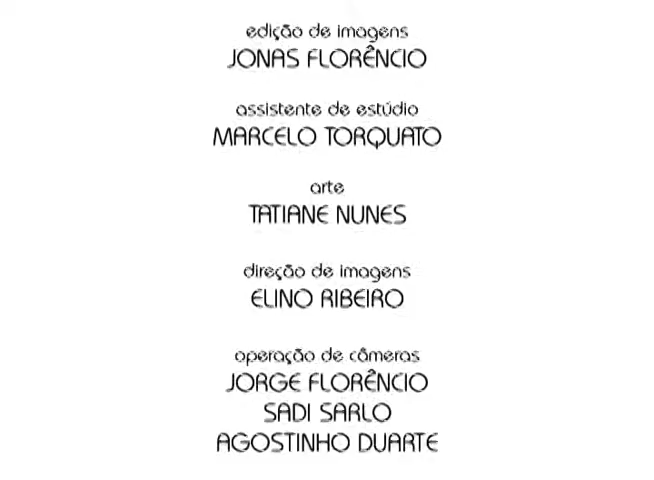 edição de imagens
JONAS FLORÊNCIO
assistente de estúdio
MARCELO TORQUATO
arte
TATIANE NUNES
direção de imagens
ELINO RIBEIRO
operação de câmeras
JORGE FLORÊNCIO
SADI SARLO
AGOSTINHO DUARTE